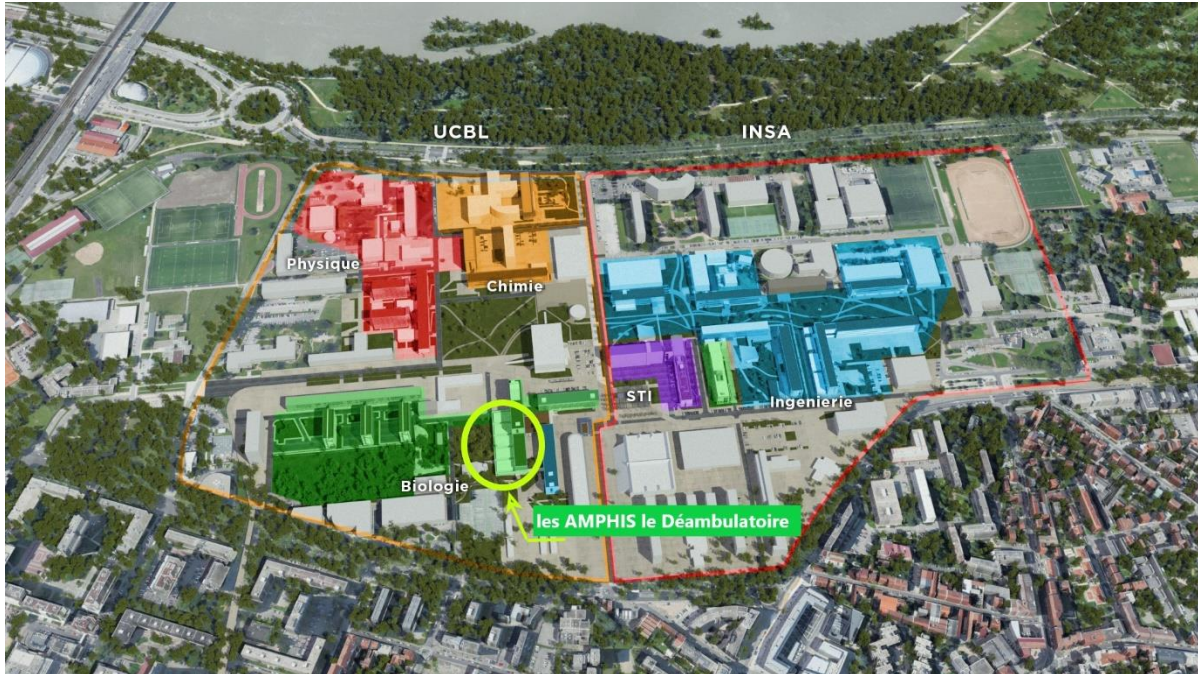 UCBL
INSA
Physique
Chimie
STI
Ingenierie
Biologie
les AMPHIS le Déambulatoire